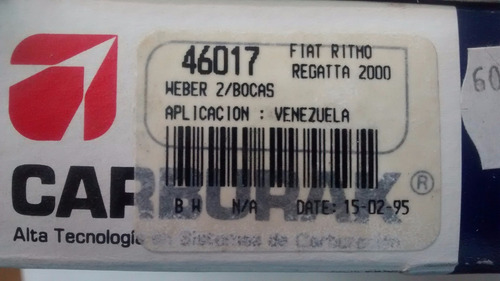 46017 FIAT RITMO
REGATTA 2000
WEBER 2/BOCAS
APLICACION : VENEZUELA
B W N/A DATE: 15-02-95
CARBURAK®
Alta Tecnología en Sistemas de Carburación
60